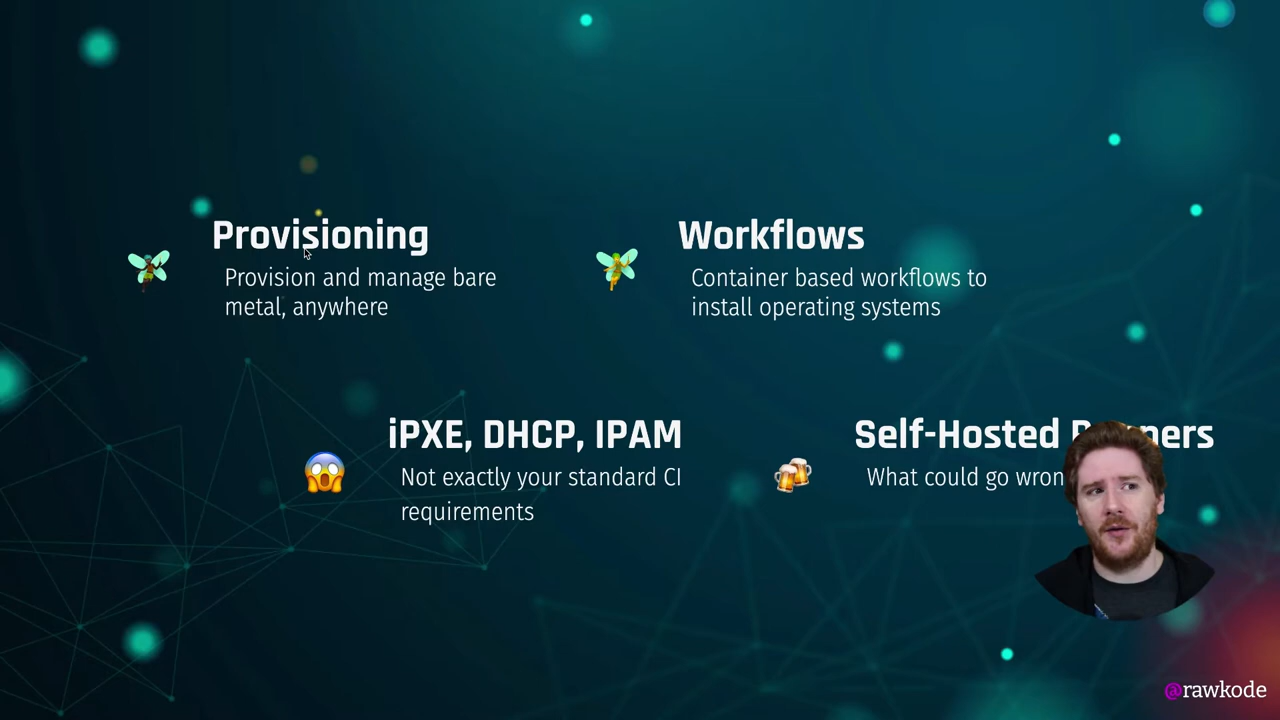 Provisioning
Provision and manage bare
metal, anywhere
Workflows
Container based workflows to
install operating systems
iPXE, DHCP, IPAM
Not exactly your standard CI
requirements
Self-Hosted
What could go
@rawkode